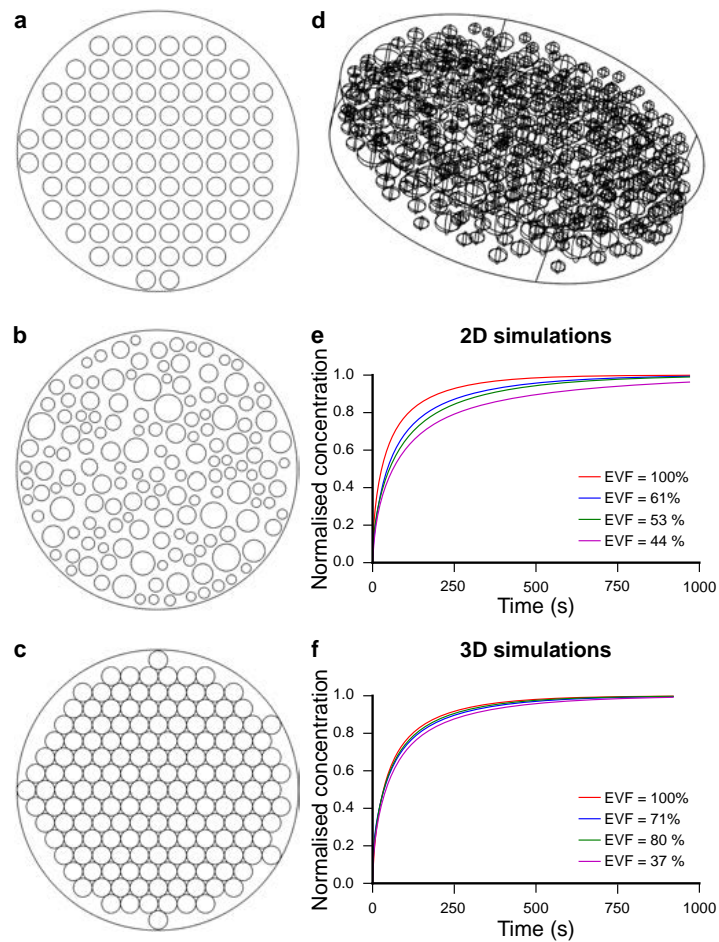 a
d
b
e
2D simulations
Normalised concentration
1.0
0.8
0.6
0.4
0.2
0.0
EVF = 100%
EVF = 61%
EVF = 53 %
EVF = 44 %
0
250
500
750
1000
Time (s)
c
f
3D simulations
Normalised concentration
1.0
0.8
0.6
0.4
0.2
0.0
EVF = 100%
EVF = 71%
EVF = 80 %
EVF = 37 %
0
250
500
750
1000
Time (s)